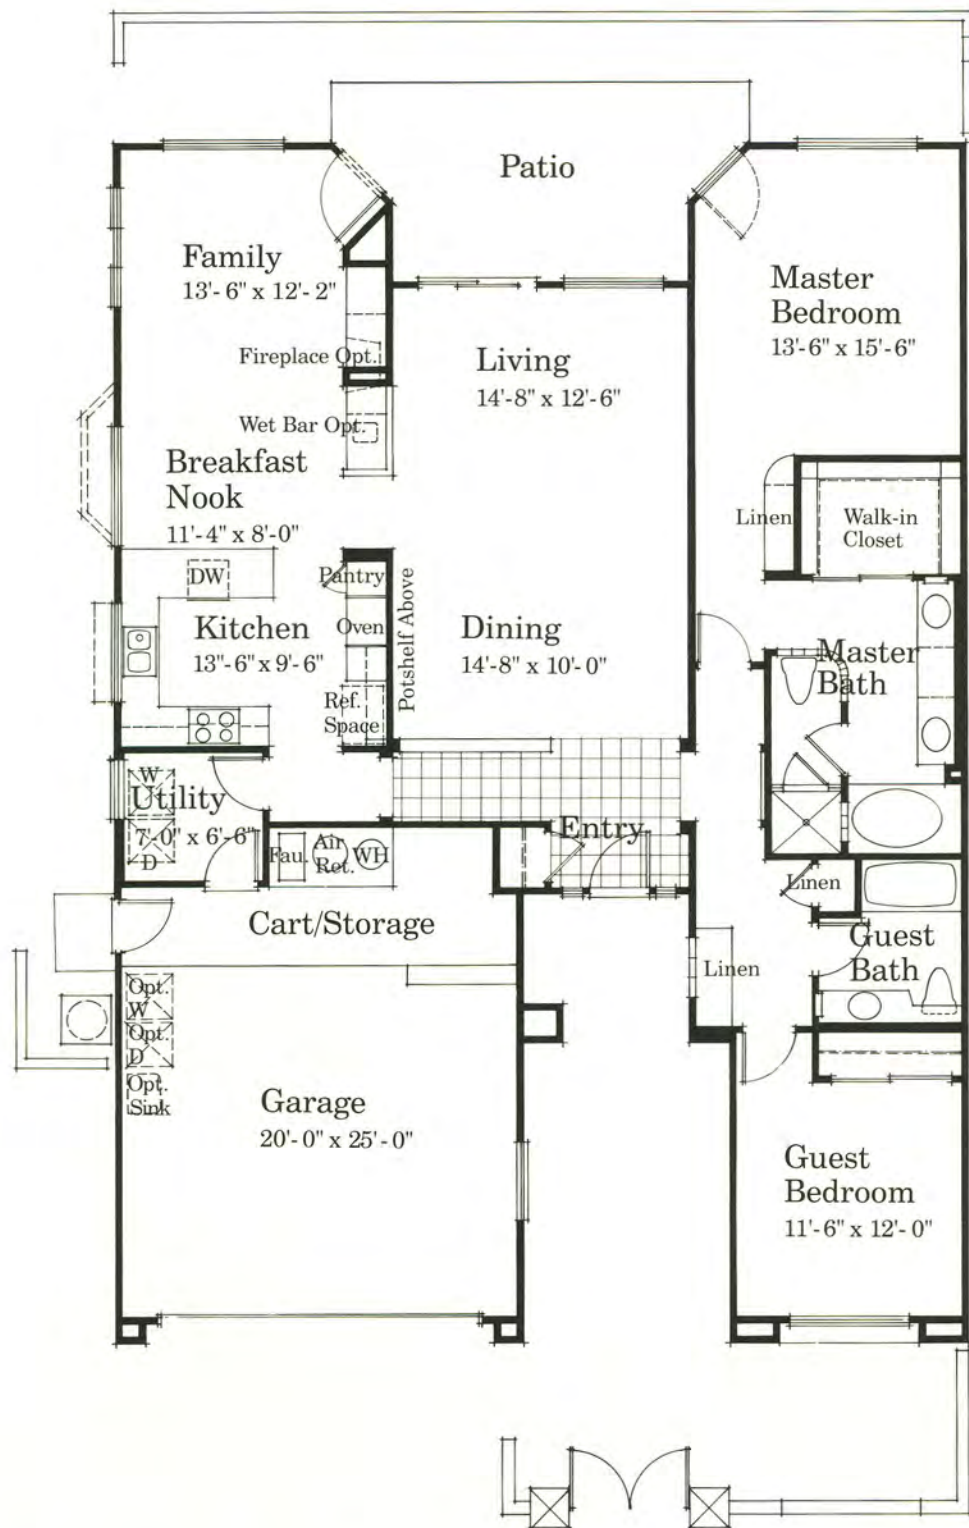 Patio
Family
13'-6" x 12'-2"
Master
Bedroom
13'-6" x 15'-6"
Fireplace Opt.
Living
14'-8" x 12'-6"
Wet Bar Opt.
Breakfast
Nook
11'-4" x 8'-0"
Linen
Walk-in
Closet
DW
Pantry
Kitchen
13"-6" x 9'-6"
Oven
Potshelf Above
Dining
14'-8" x 10'-0"
Master
Bath
Ref.
Space
W
Utility
7'-0" x 6'-6"
D
Fau.
Air
Ret.
WH
Entry
Linen
Cart/Storage
Guest
Bath
Linen
Opt.
W
Opt.
D
Opt.
Sink
Garage
20'-0" x 25'-0"
Guest
Bedroom
11'-6" x 12'-0"